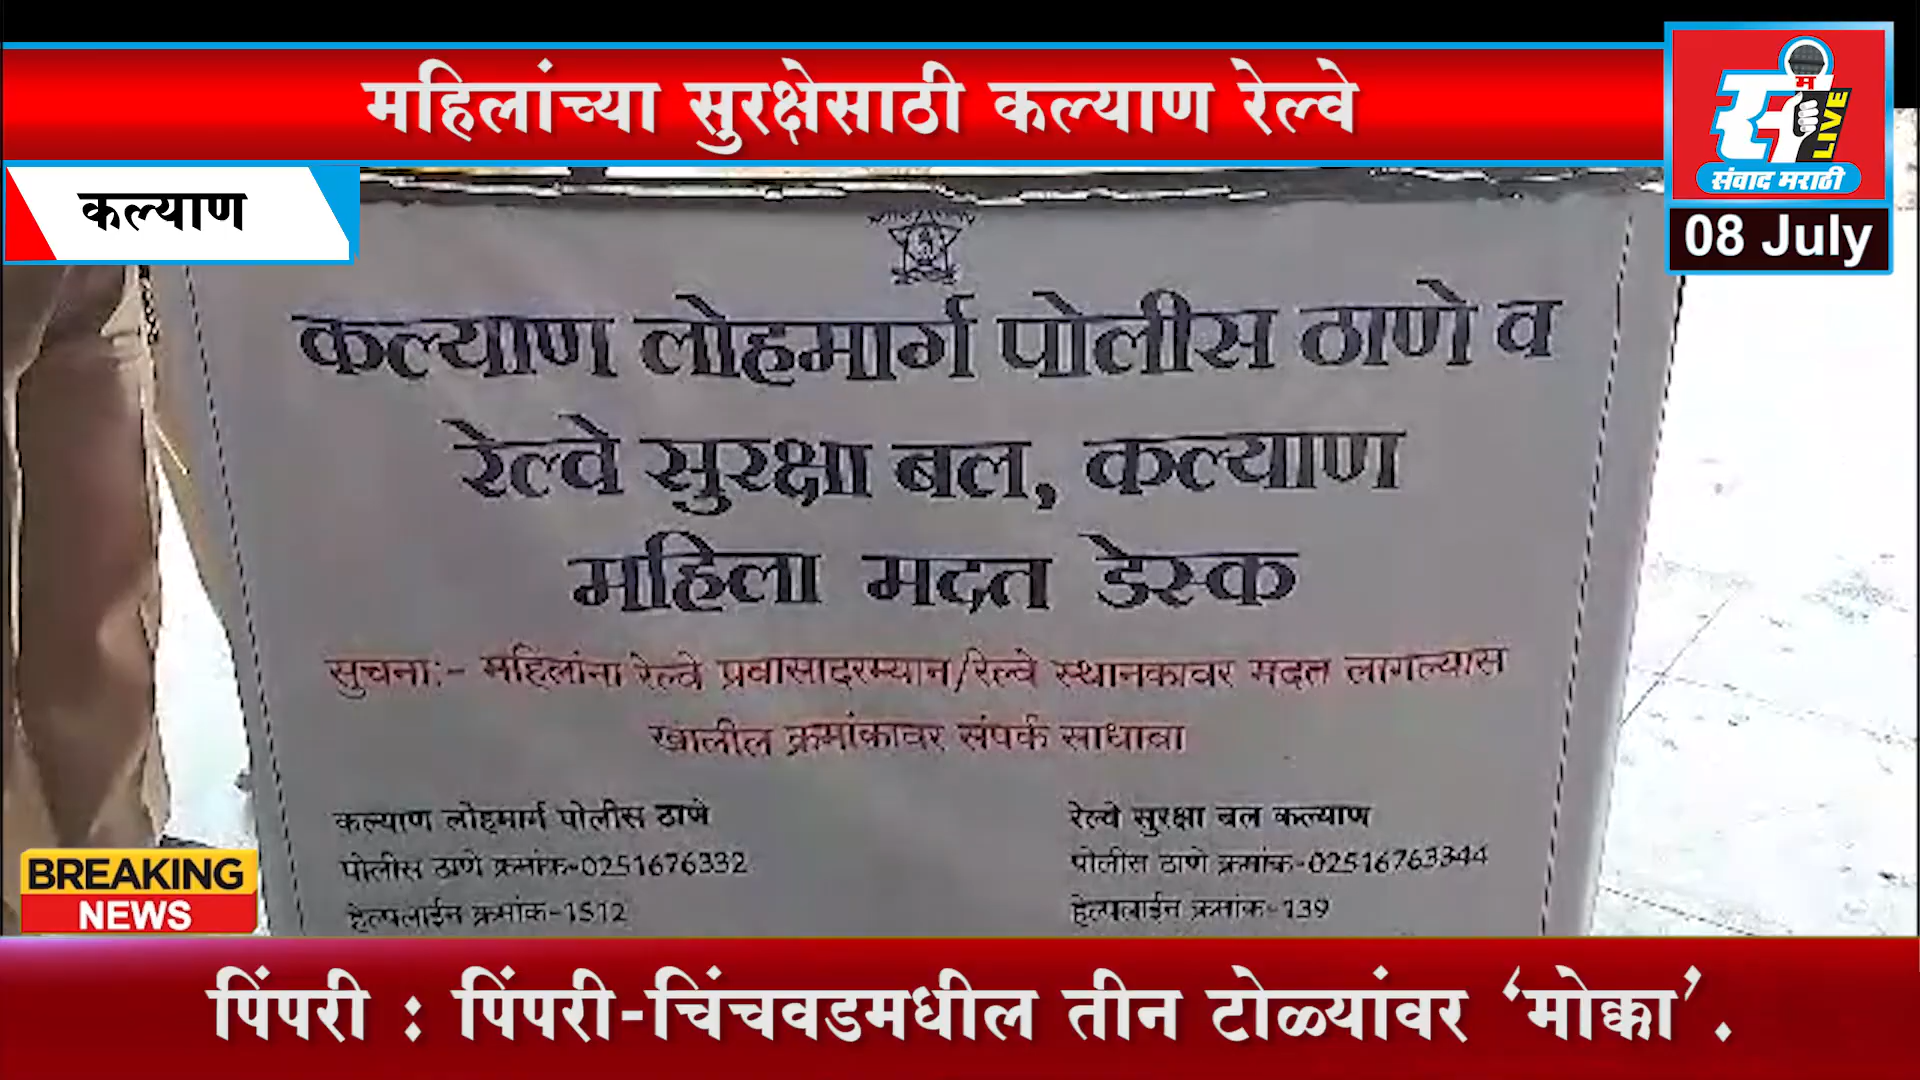 महिलांच्या सुरक्षेसाठी कल्याण रेल्वे
स म
LIVE
संवाद मराठी
08 July
कल्याण
कल्याण लोहमार्ग पोलीस ठाणे व
रेल्वे सुरक्षा बल, कल्याण
महिला मदत डेस्क
सुचना:- महिलांना रेल्वे प्रवासादरम्यान/रेल्वे स्थानकावर मदत लागल्यास
खालील क्रमांकावर संपर्क साधावा
कल्याण लोहमार्ग पोलीस ठाणे
पोलीस ठाणे क्रमांक-0251676332
हेल्पलाईन क्रमांक-1512
रेल्वे सुरक्षा बल कल्याण
पोलीस ठाणे क्रमांक-02516763344
हेल्पलाईन क्रमांक-139
BREAKING
NEWS
पिंपरी : पिंपरी-चिंचवडमधील तीन टोळ्यांवर ‘मोक्का’.